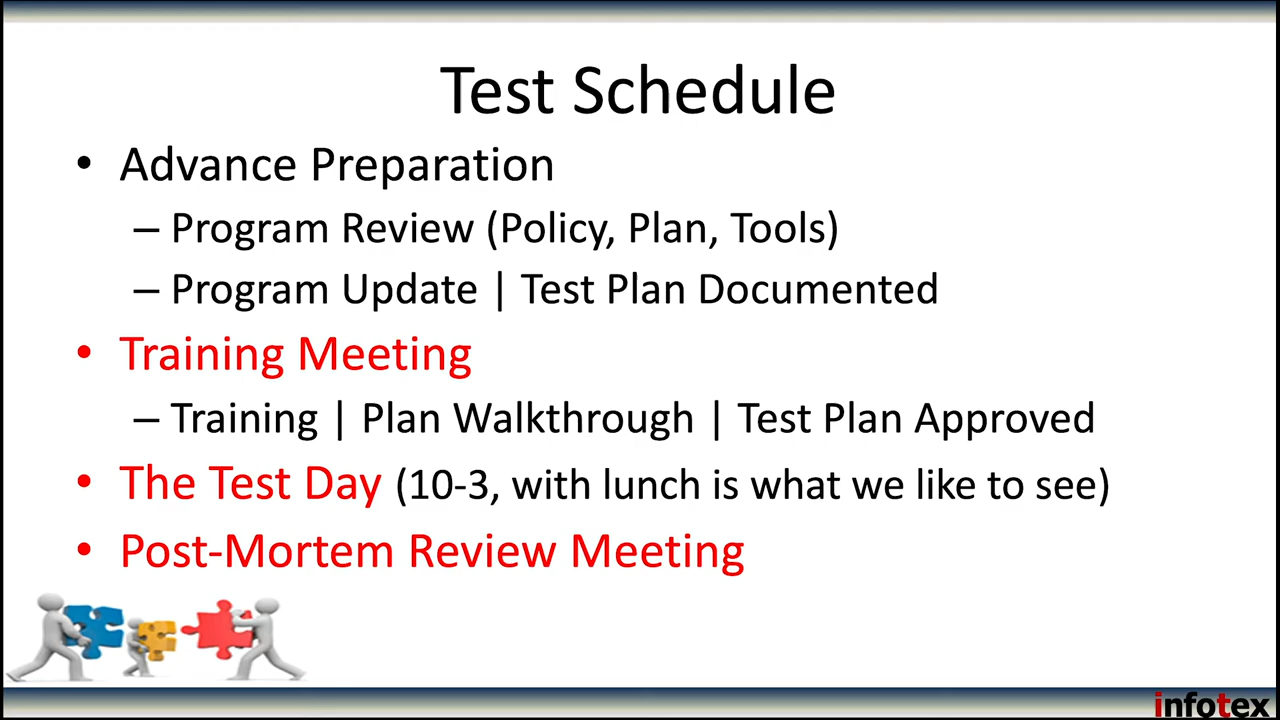 Test Schedule
• Advance Preparation
– Program Review (Policy, Plan, Tools)
– Program Update | Test Plan Documented
• Training Meeting
– Training | Plan Walkthrough | Test Plan Approved
• The Test Day (10-3, with lunch is what we like to see)
• Post-Mortem Review Meeting
infotex